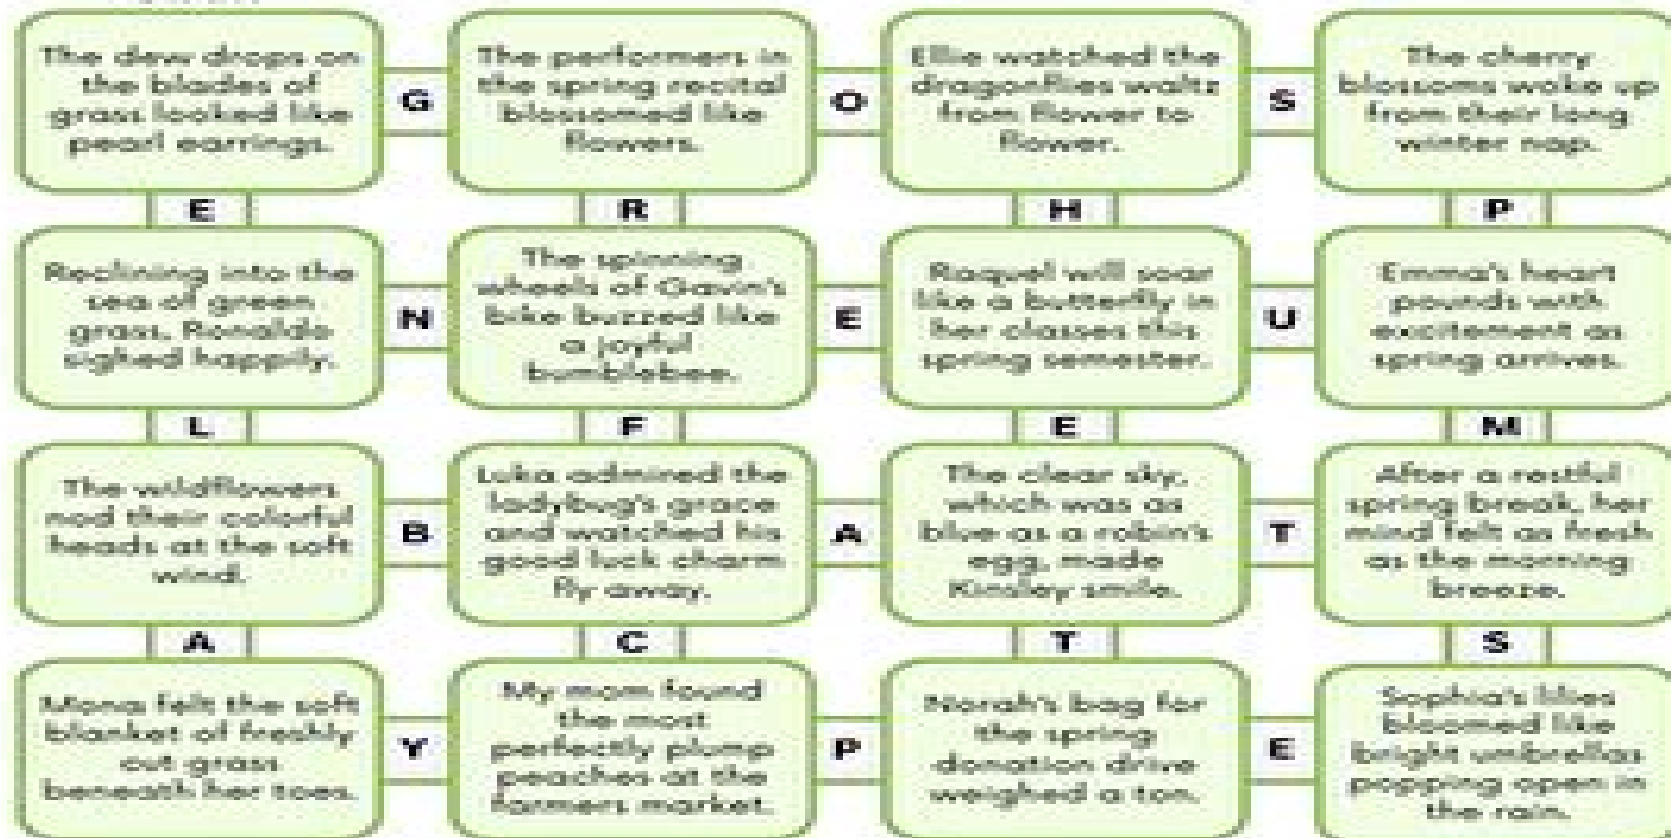 The dew drops on
the blades of
grass looked like
pearl earrings.
G
The performers in
the spring recital
blossomed like
flowers.
O
Ellie watched the
dragonflies waltz
from flower to
flower.
S
The cherry
blossoms woke up
from their long
winter nap.
E
R
H
P
Reclining into the
sea of green
grass, Ronaldo
sighed happily.
N
The spinning
wheels of Gavin's
bike buzzed like
a joyful
bumblebee.
E
Raquel will soar
like a butterfly in
her classes this
spring semester.
U
Emma's heart
pounds with
excitement as
spring arrives.
L
F
E
M
The wildflowers
nod their colorful
heads at the soft
wind.
B
Luka admired the
ladybug's grace
and watched his
good luck charm
fly away.
A
The clear sky,
which was as
blue as a robin's
egg, made
Kinsley smile.
T
After a restful
spring break, her
mind felt as fresh
as the morning
breeze.
A
C
T
S
Mona felt the soft
blanket of freshly
cut grass
beneath her toes.
Y
My mom found
the most
perfectly plump
peaches at the
farmers market.
P
Norah's bag for
the spring
donation drive
weighed a ton.
E
Sophia's lilies
bloomed like
bright umbrellas
popping open in
the rain.